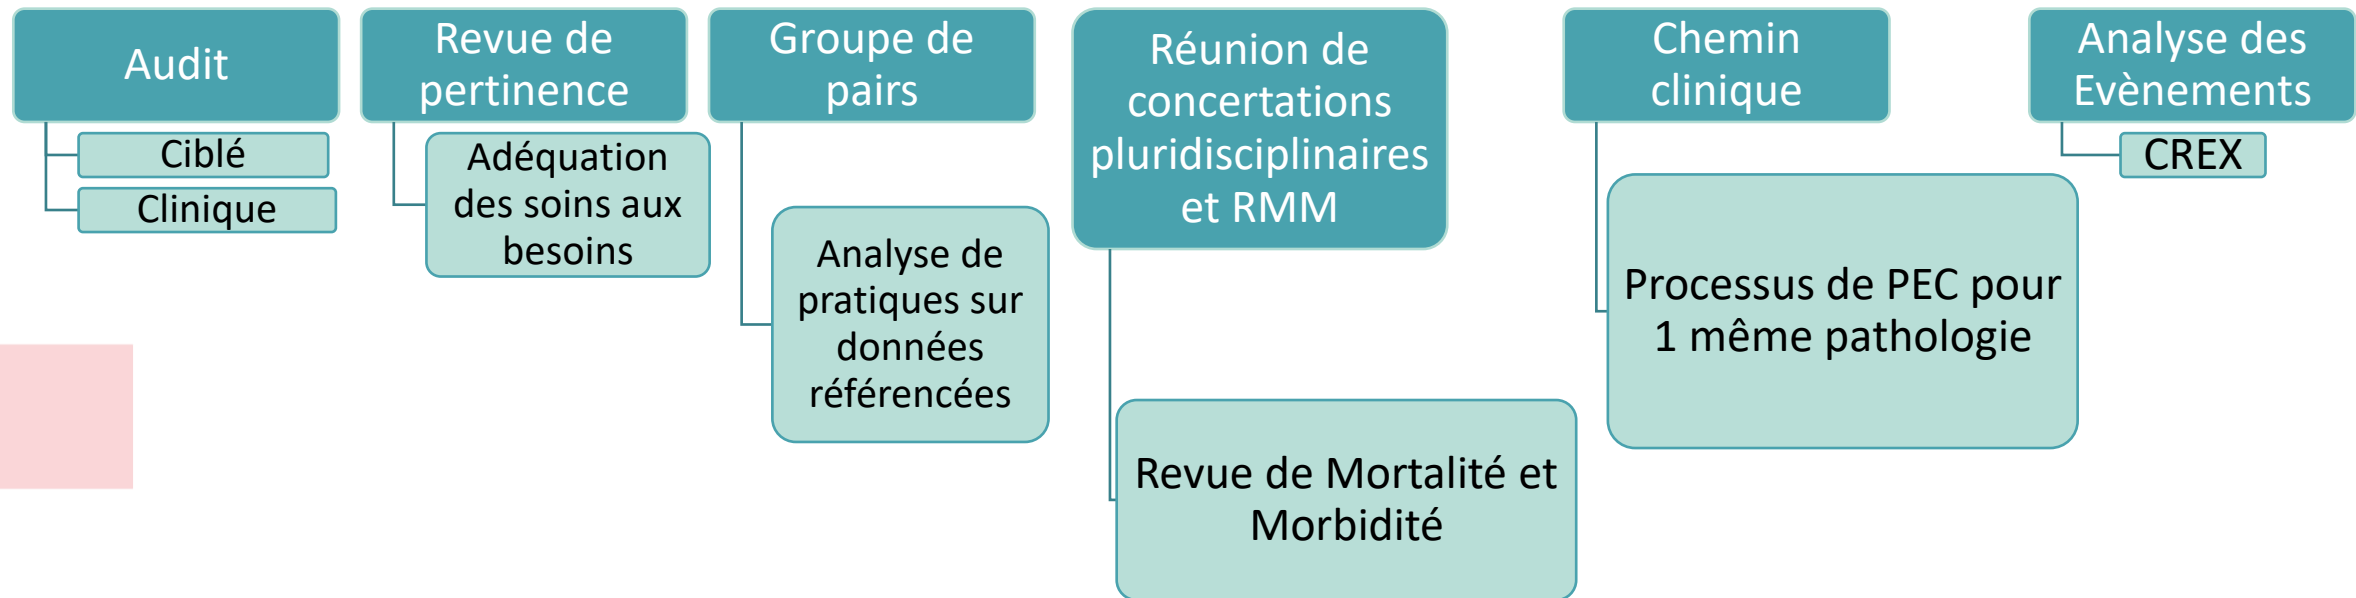 Audit
Ciblé
Clinique
Revue de
pertinence
Adéquation
des soins aux
besoins
Groupe de
pairs
Analyse de
pratiques sur
données
référencées
Réunion de
concertations
pluridisciplinaires
et RMM
Revue de Mortalité et
Morbidité
Chemin
clinique
Processus de PEC pour
1 même pathologie
Analyse des
Evènements
CREX